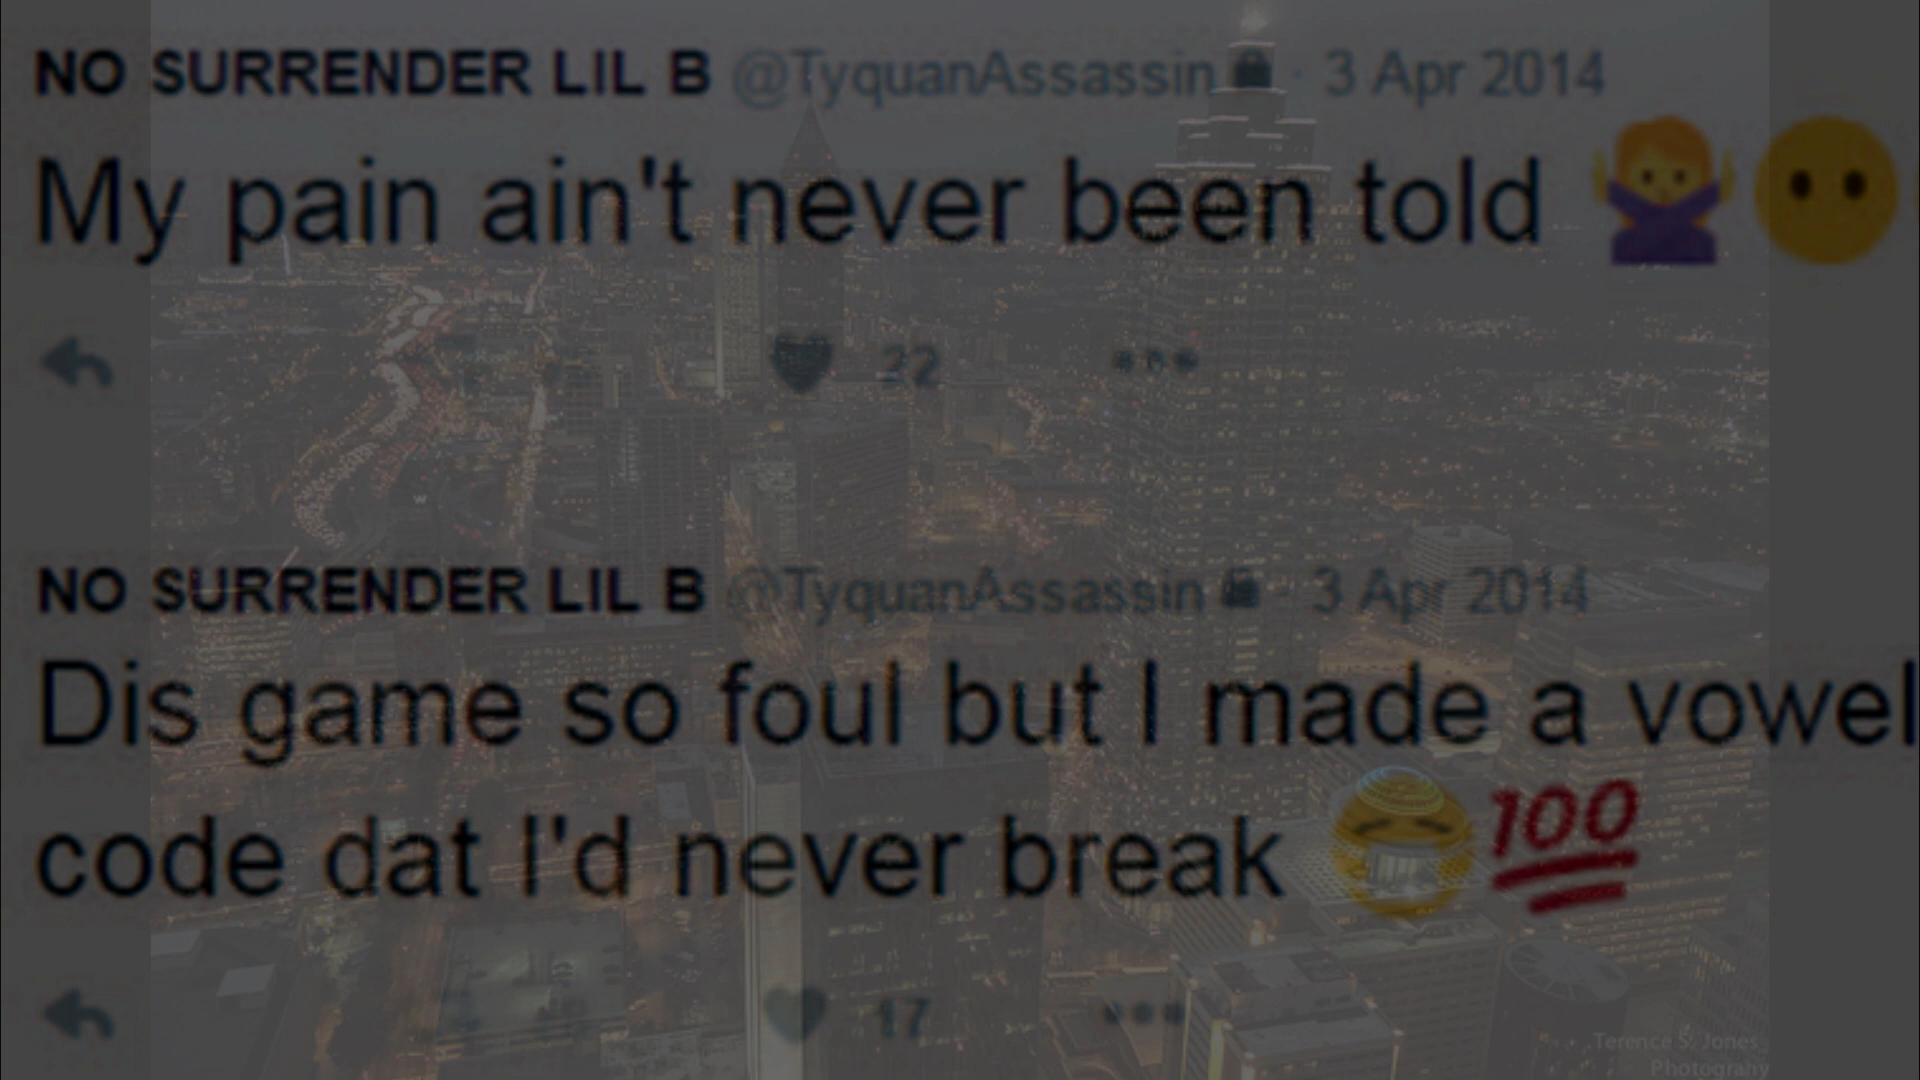 NO SURRENDER LIL B @TyquanAssassin 🔒 · 3 Apr 2014
My pain ain't never been told 🙅😶
22 •••
NO SURRENDER LIL B @TyquanAssassin 🔒 · 3 Apr 2014
Dis game so foul but I made a vowel
code dat I'd never break 😷💯
17 •••
Terence S. Jones
Photography